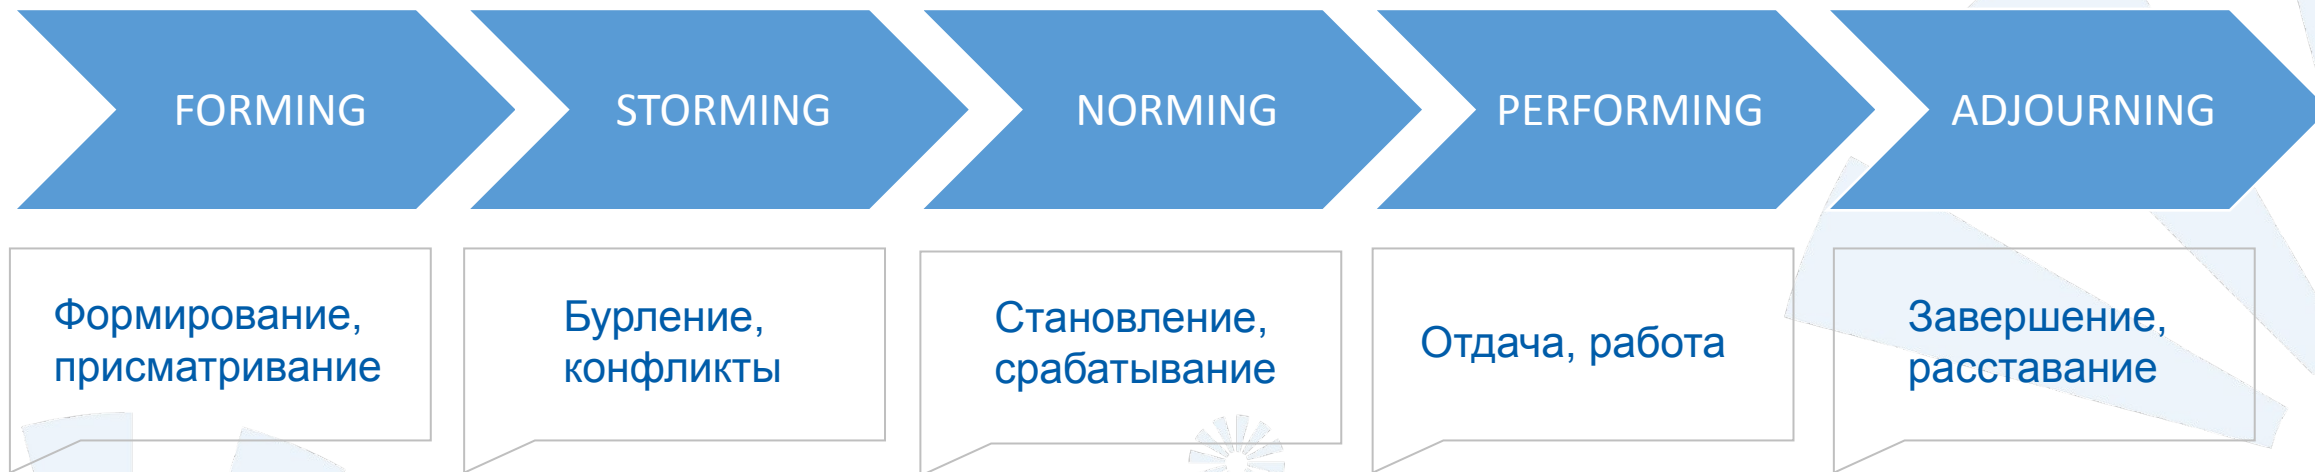 FORMING
STORMING
NORMING
PERFORMING
ADJOURNING
Формирование,
присматривание
Бурление,
конфликты
Становление,
срабатывание
Отдача, работа
Завершение,
расставание